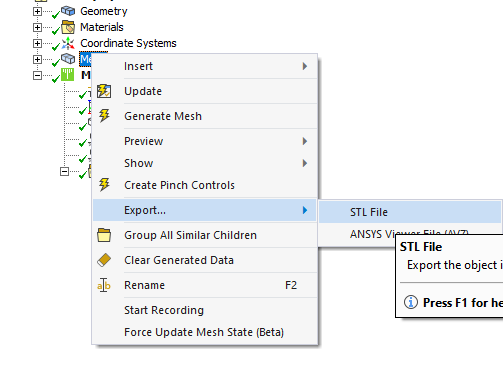 Geometry
Materials
Coordinate Systems
Me
M
Insert
Update
Generate Mesh
Preview
Show
Create Pinch Controls
Export...
STL File
Group All Similar Children
ANSYS Viewer File (AVZ)
STL File
Clear Generated Data
Export the object i
Rename F2
Press F1 for he
Start Recording
Force Update Mesh State (Beta)